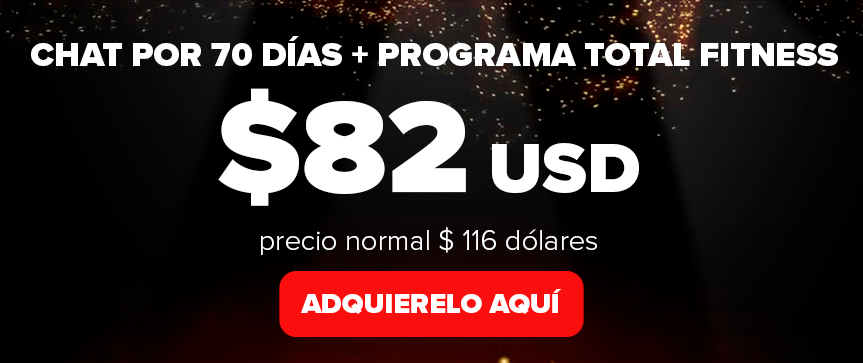 CHAT POR 70 DÍAS + PROGRAMA TOTAL FITNESS
$82 USD
precio normal $ 116 dólares
ADQUIERELO AQUÍ